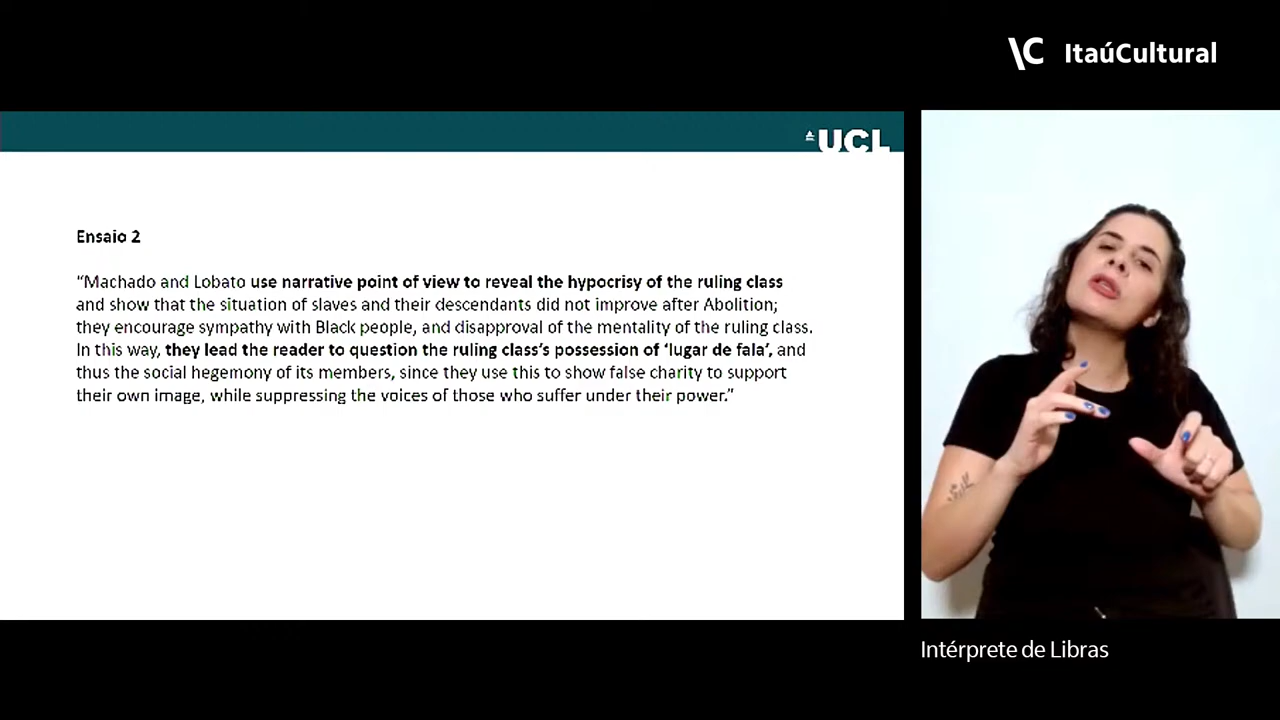 \C ItaúCultural
UCL
Ensaio 2
“Machado and Lobato use narrative point of view to reveal the hypocrisy of the ruling class
and show that the situation of slaves and their descendants did not improve after Abolition;
they encourage sympathy with Black people, and disapproval of the mentality of the ruling class.
In this way, they lead the reader to question the ruling class’s possession of ‘lugar de fala’, and
thus the social hegemony of its members, since they use this to show false charity to support
their own image, while suppressing the voices of those who suffer under their power.”
Intérprete de Libras